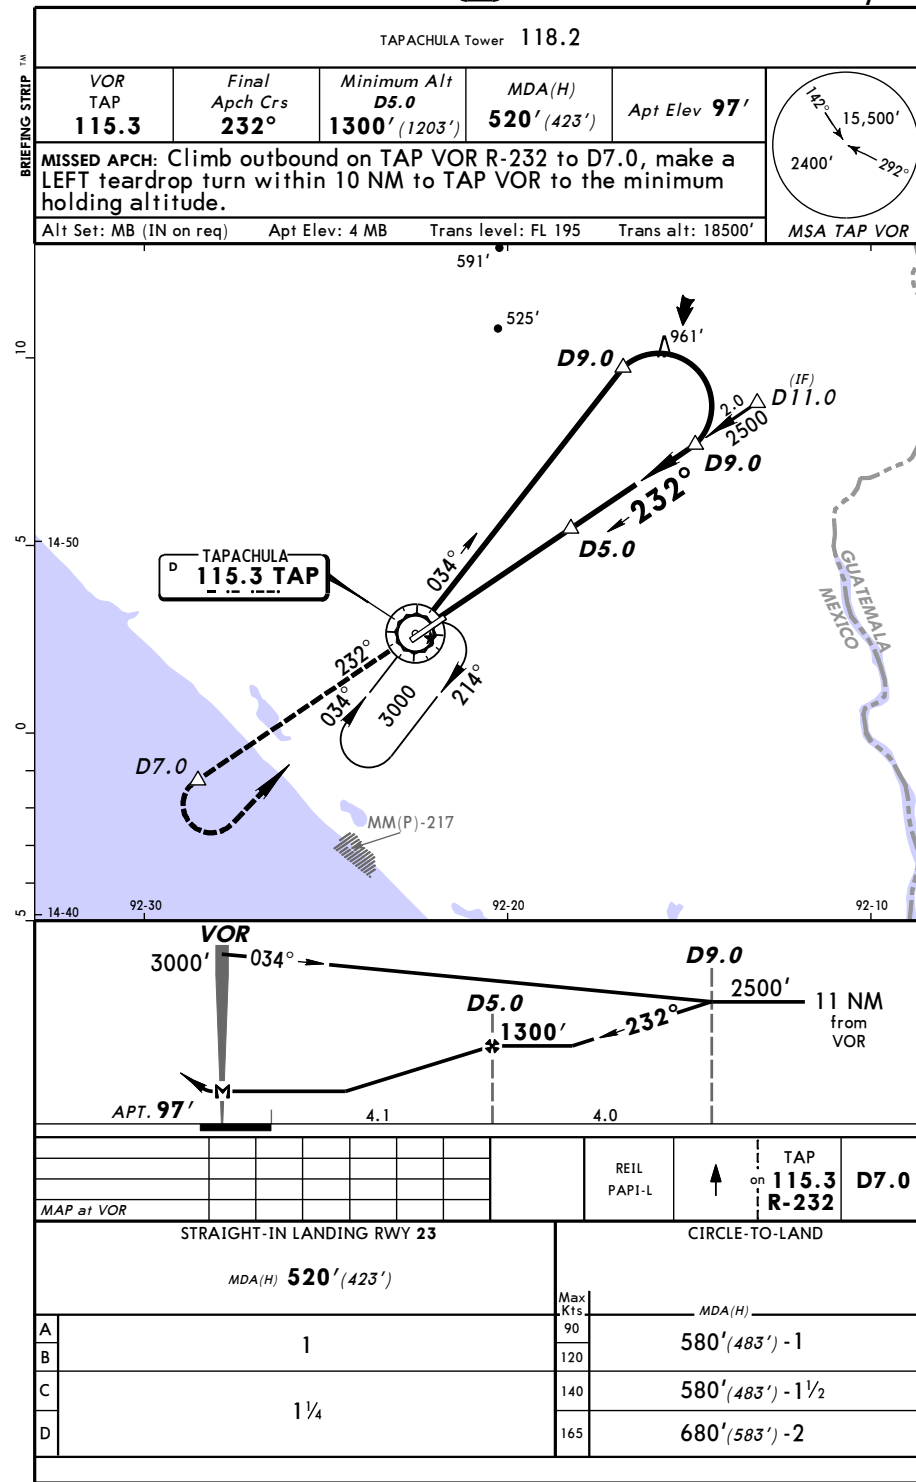 TAPACHULA Tower 118.2
BRIEFING STRIP TM
VOR
TAP
115.3
Final
Apch Crs
232°
Minimum Alt
D5.0
1300' (1203')
MDA(H)
520' (423')
Apt Elev 97'
MISSED APCH: Climb outbound on TAP VOR R-232 to D7.0, make a
LEFT teardrop turn within 10 NM to TAP VOR to the minimum
holding altitude.
Alt Set: MB (IN on req) Apt Elev: 4 MB Trans level: FL 195 Trans alt: 18500'
142°
15,500'
2400'
292°
MSA TAP VOR
591'
525'
961'
D9.0
(IF)
D11.0
2.0
2500
D9.0
232°
D5.0
10
5
0
5
14-50
TAPACHULA
D 115.3 TAP
034°
232°
034°
3000
214°
GUATEMALA
MEXICO
D7.0
MM(P)-217
14-40
92-30
92-20
92-10
VOR
3000'
034°
D9.0
2500'
11 NM
from
VOR
D5.0
1300'
232°
M
APT. 97'
4.1
4.0
MAP at VOR
REIL
PAPI-L
on
TAP
115.3
R-232
D7.0
STRAIGHT-IN LANDING RWY 23
MDA(H) 520' (423')
CIRCLE-TO-LAND
Max
Kts
MDA(H)
A
B
1
90
120
580' (483') - 1
C
D
1 1/4
140
580' (483') - 1 1/2
165
680' (583') - 2